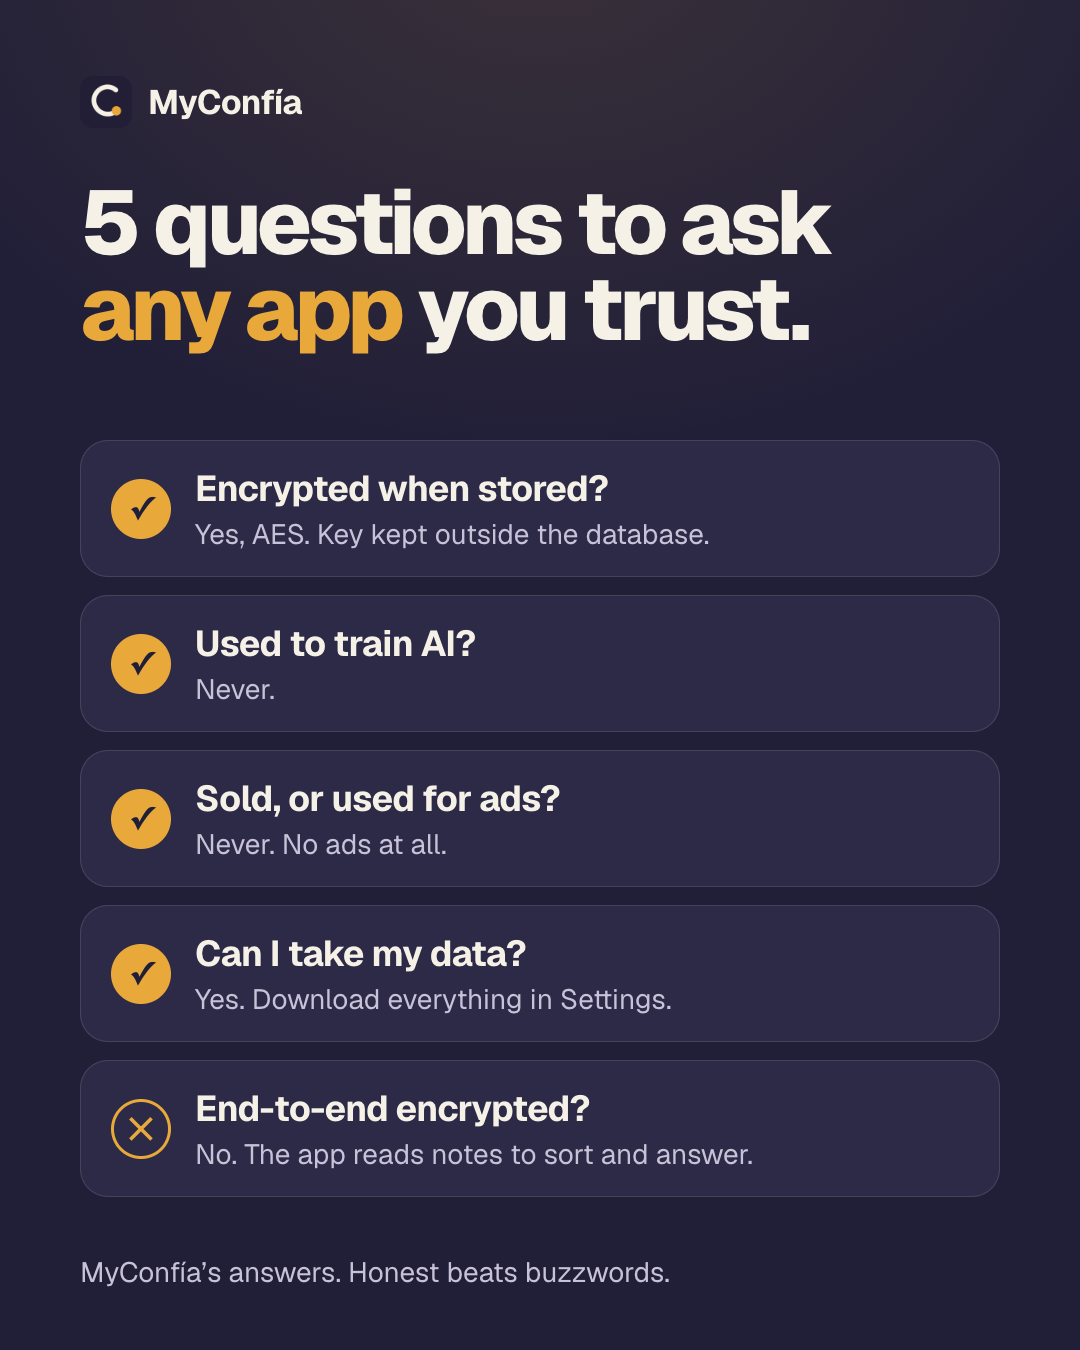 MyConfía
5 questions to ask
any app you trust.
Encrypted when stored?
Yes, AES. Key kept outside the database.
Used to train AI?
Never.
Sold, or used for ads?
Never. No ads at all.
Can I take my data?
Yes. Download everything in Settings.
End-to-end encrypted?
No. The app reads notes to sort and answer.
MyConfía’s answers. Honest beats buzzwords.